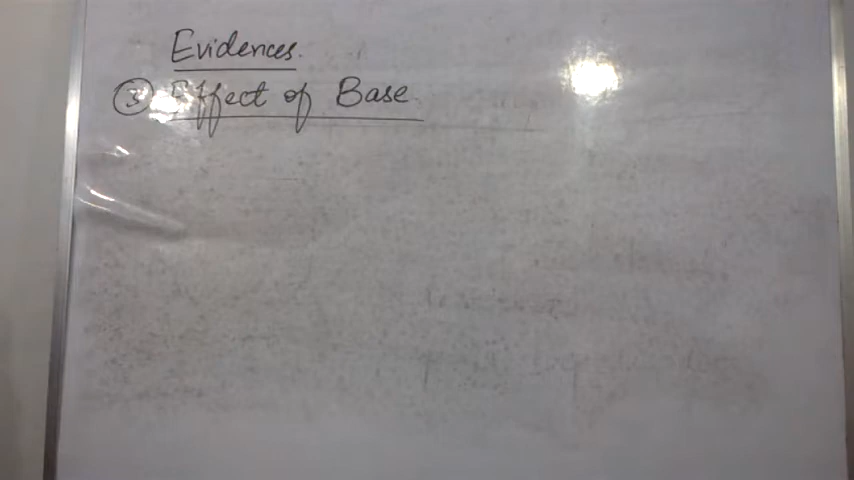 Evidences.
③ Effect of Base.